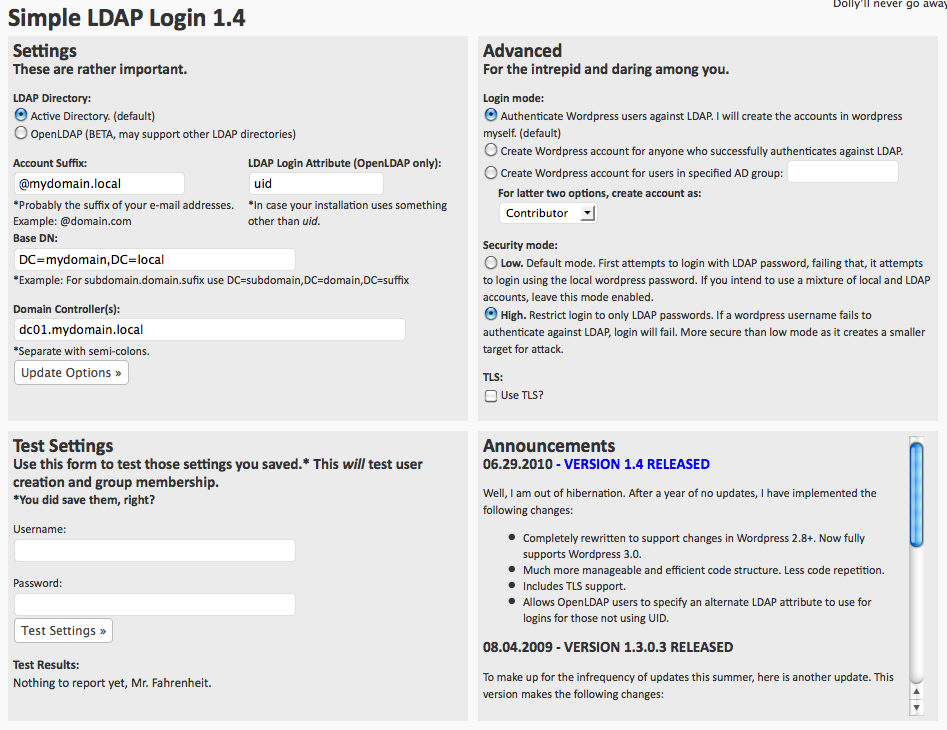 Dolly'll never go away
Simple LDAP Login 1.4
Settings
These are rather important.
LDAP Directory:
Active Directory. (default)
OpenLDAP (BETA, may support other LDAP directories)
Account Suffix:
@mydomain.local
*Probably the suffix of your e-mail addresses.
Example: @domain.com
LDAP Login Attribute (OpenLDAP only):
uid
*In case your installation uses something
other than uid.
Base DN:
DC=mydomain,DC=local
*Example: For subdomain.domain.sufix use DC=subdomain,DC=domain,DC=suffix
Domain Controller(s):
dc01.mydomain.local
*Separate with semi-colons.
Update Options »
Advanced
For the intrepid and daring among you.
Login mode:
Authenticate Wordpress users against LDAP. I will create the accounts in wordpress
myself. (default)
Create Wordpress account for anyone who successfully authenticates against LDAP.
Create Wordpress account for users in specified AD group:
For latter two options, create account as:
Contributor
Security mode:
Low. Default mode. First attempts to login with LDAP password, failing that, it attempts
to login using the local wordpress password. If you intend to use a mixture of local and LDAP
accounts, leave this mode enabled.
High. Restrict login to only LDAP passwords. If a wordpress username fails to
authenticate against LDAP, login will fail. More secure than low mode as it creates a smaller
target for attack.
TLS:
Use TLS?
Test Settings
Use this form to test those settings you saved.* This will test user
creation and group membership.
*You did save them, right?
Username:
Password:
Test Settings »
Test Results:
Nothing to report yet, Mr. Fahrenheit.
Announcements
06.29.2010 - VERSION 1.4 RELEASED
Well, I am out of hibernation. After a year of no updates, I have implemented the
following changes:
Completely rewritten to support changes in Wordpress 2.8+. Now fully
supports Wordpress 3.0.
Much more manageable and efficient code structure. Less code repetition.
Includes TLS support.
Allows OpenLDAP users to specify an alternate LDAP attribute to use for
logins for those not using UID.
08.04.2009 - VERSION 1.3.0.3 RELEASED
To make up for the infrequency of updates this summer, here is another update. This
version makes the following changes: